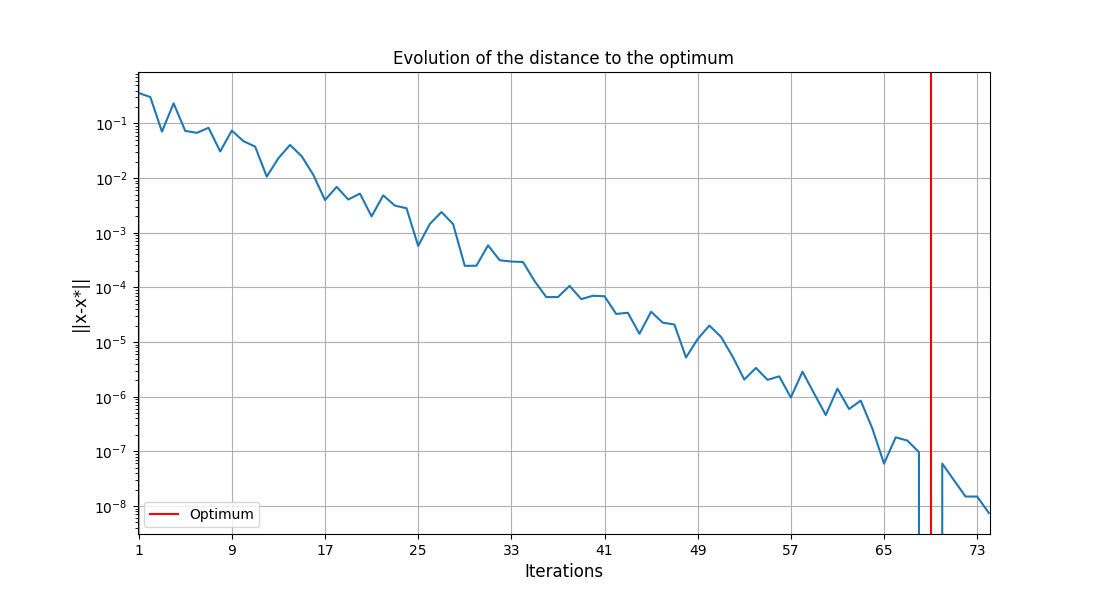 Evolution of the distance to the optimum
||x-x*||
10⁻¹
10⁻²
10⁻³
10⁻⁴
10⁻⁵
10⁻⁶
10⁻⁷
10⁻⁸
Optimum
1 9 17 25 33 41 49 57 65 73
Iterations